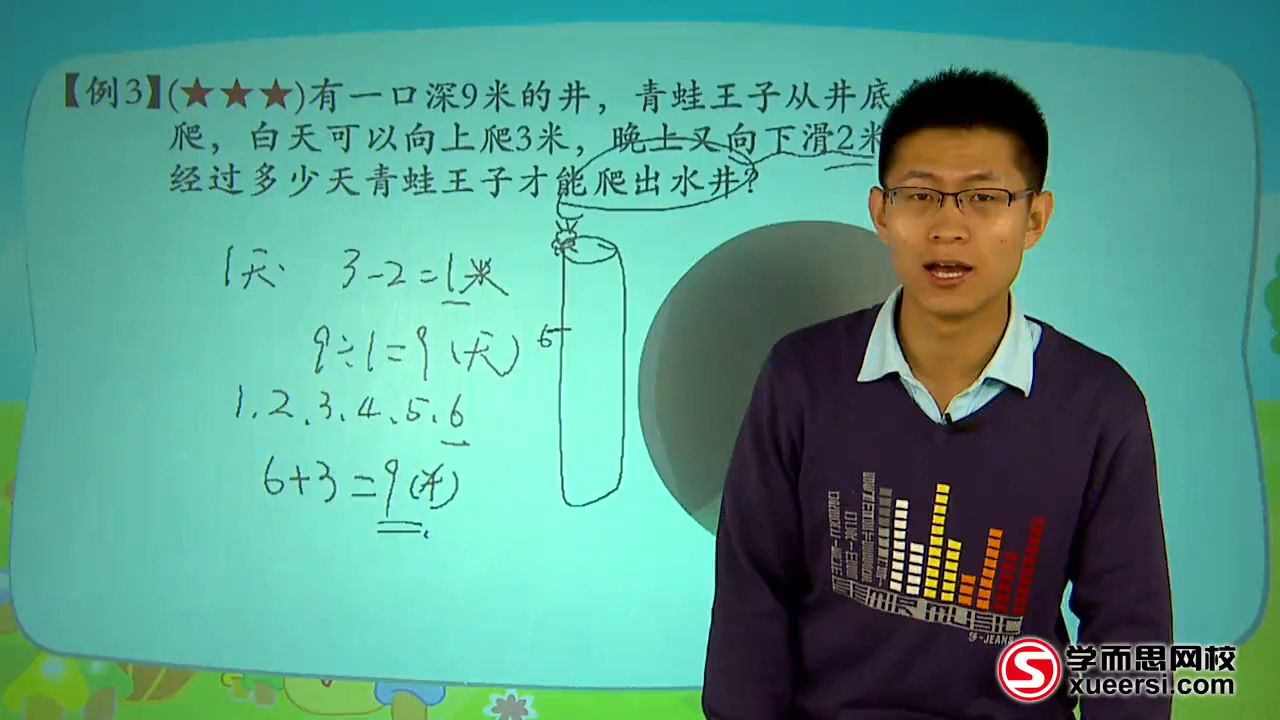 【例3】(★★★)有一口深9米的井，青蛙王子从井底
爬，白天可以向上爬3米，晚上又向下滑2米
经过多少天青蛙王子才能爬出水井？
1天. 3-2=1米
9÷1=9(天)
6
1.2.3.4.5.6
6+3=9(米)
&-JEANS
学而思网校
xueersi.com